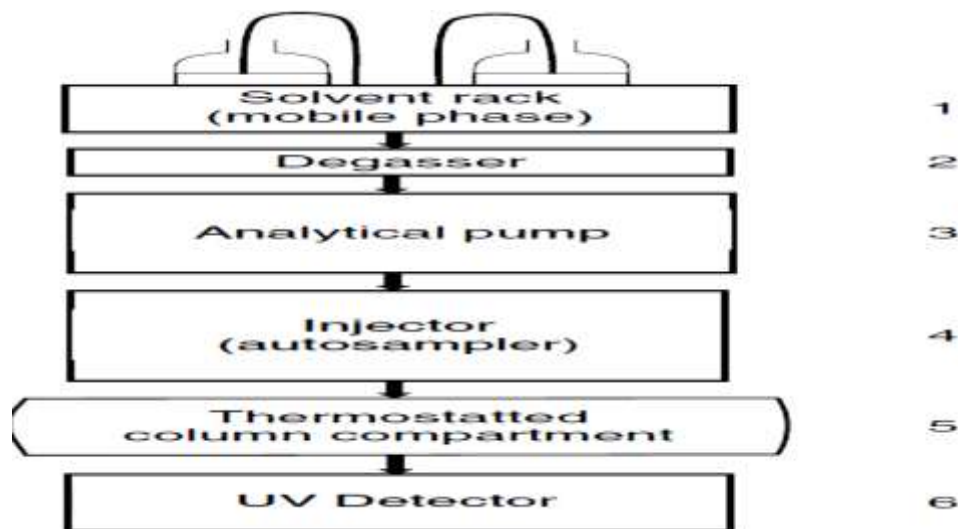 Solvent rack
(mobile phase) 1
Degasser 2
Analytical pump 3
Injector
(autosampler) 4
Thermostatted
column compartment 5
UV Detector 6